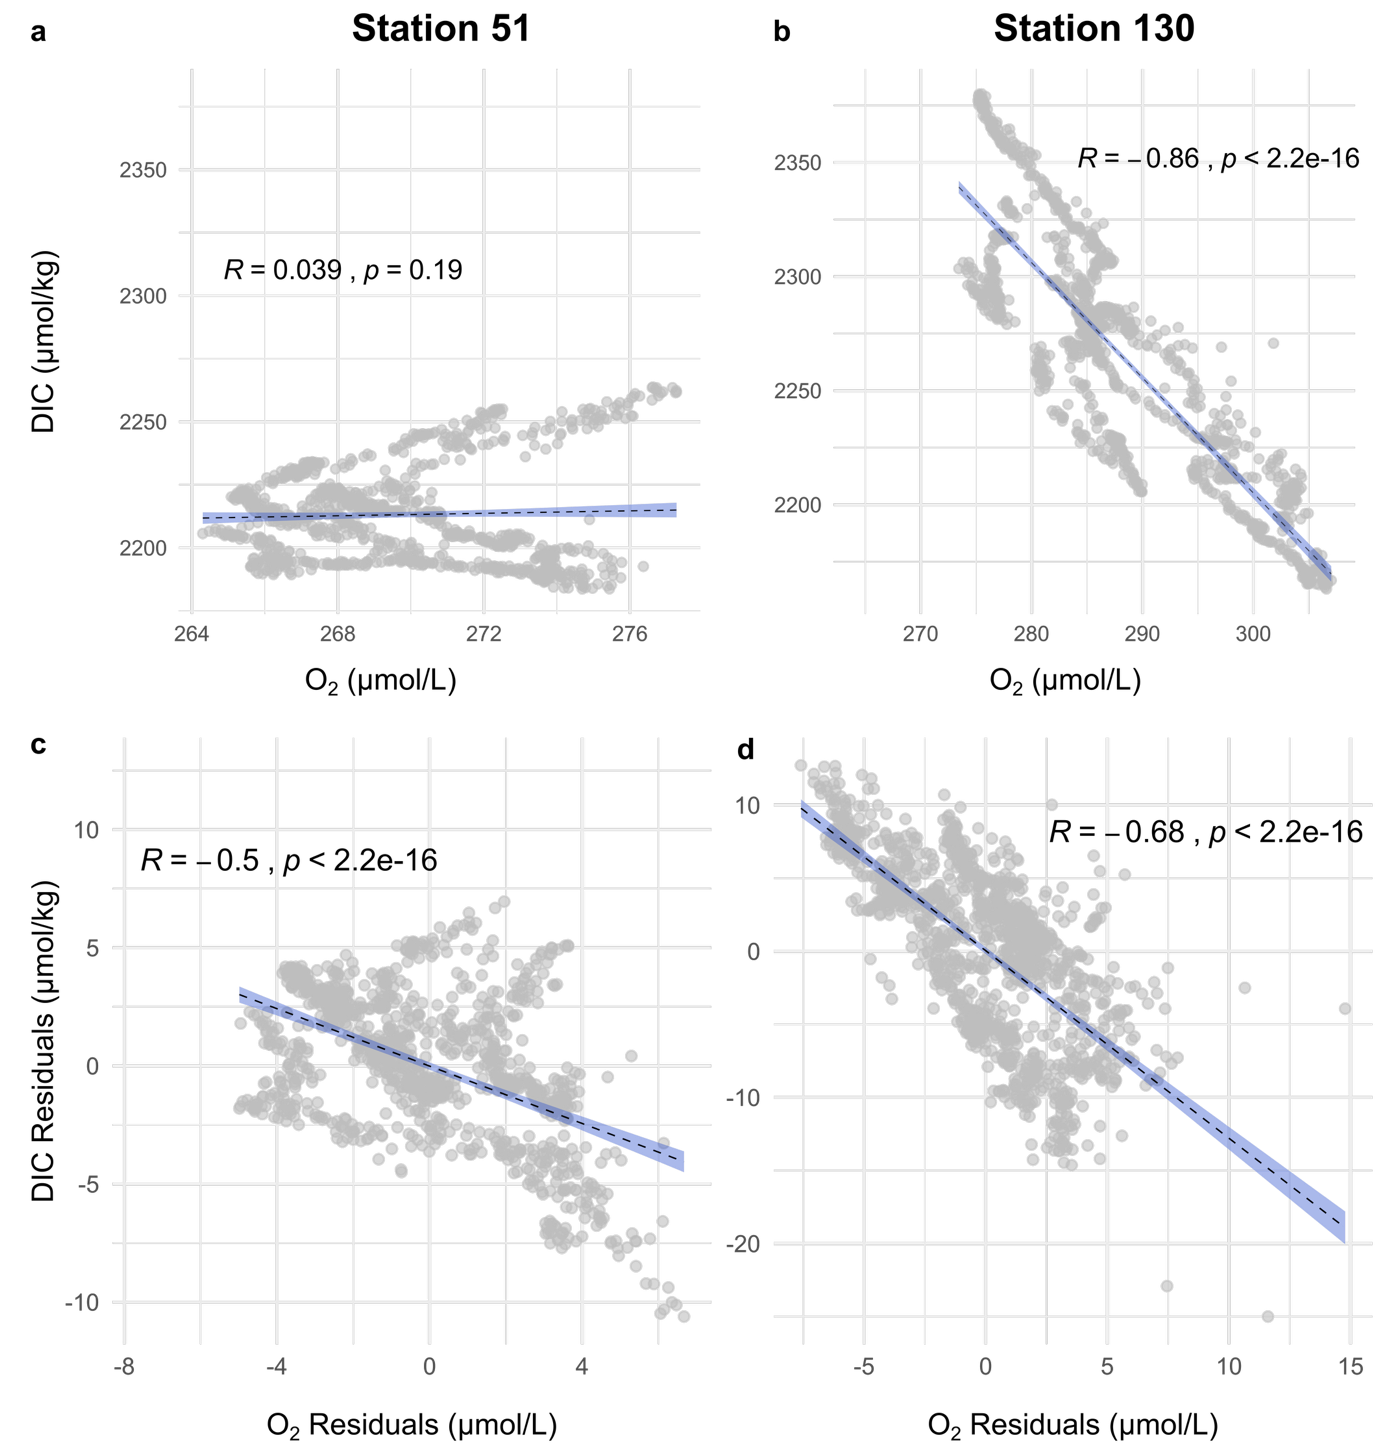 a
Station 51
b
Station 130
DIC (μmol/kg)
2350
2300
2250
2200
R = 0.039 , p = 0.19
264
268
272
276
O₂ (μmol/L)
2350
2300
2250
2200
R = −0.86 , p < 2.2e-16
270
280
290
300
O₂ (μmol/L)
c
DIC Residuals (μmol/kg)
10
5
0
-5
-10
R = −0.5 , p < 2.2e-16
-8
-4
0
4
O₂ Residuals (μmol/L)
d
10
0
-10
-20
R = −0.68 , p < 2.2e-16
-5
0
5
10
15
O₂ Residuals (μmol/L)